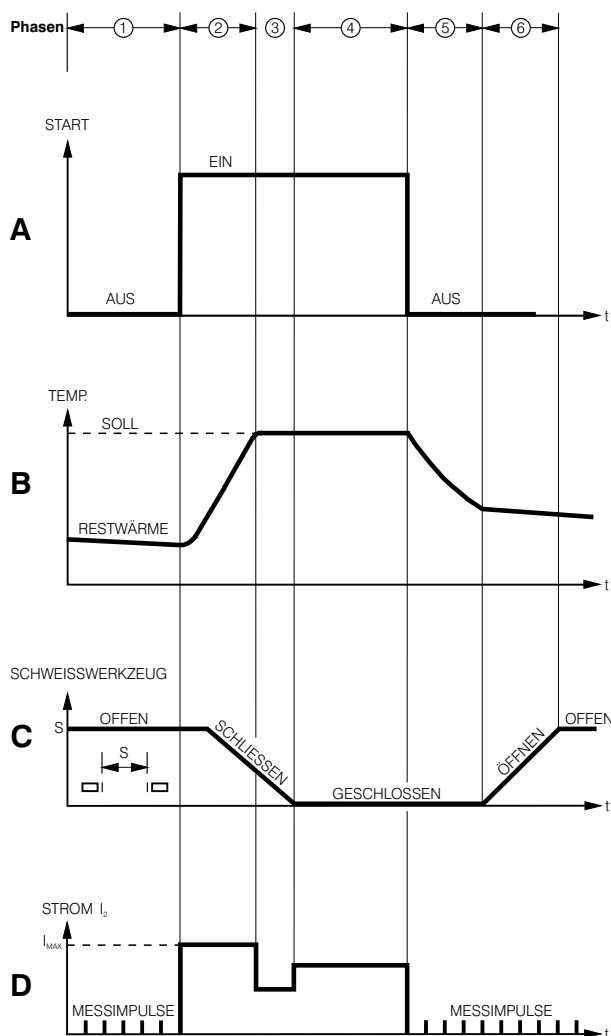 Phasen 1 2 3 4 5 6
START
EIN
A
AUS AUS
t
TEMP.
SOLL
B
RESTWÄRME
t
SCHWEISSWERKZEUG
S OFFEN SCHLIESSEN ÖFFNEN OFFEN
C
S
GESCHLOSSEN
t
STROM I₂
I_MAX
D
MESSIMPULSE MESSIMPULSE
t